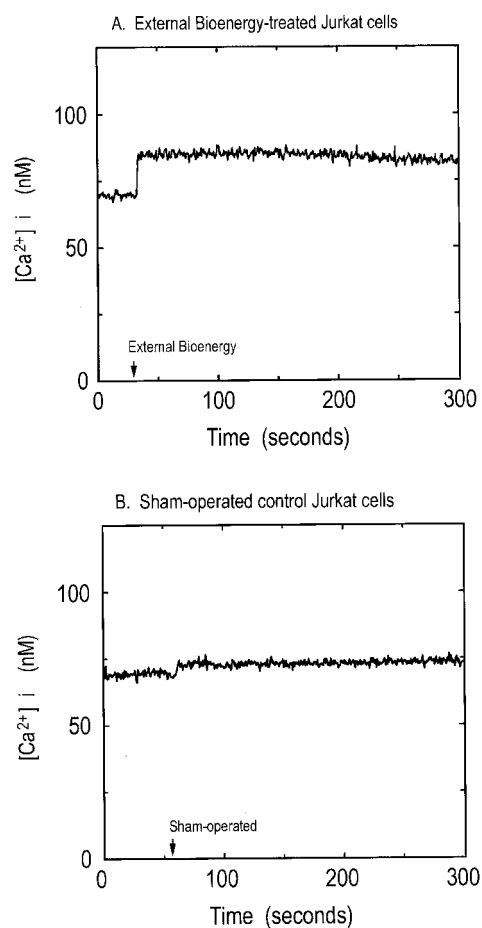 A. External Bioenergy-treated Jurkat cells
100
50
0
[Ca2+] i (nM)
External Bioenergy
0 100 200 300
Time (seconds)
B. Sham-operated control Jurkat cells
100
50
0
[Ca2+] i (nM)
Sham-operated
0 100 200 300
Time (seconds)